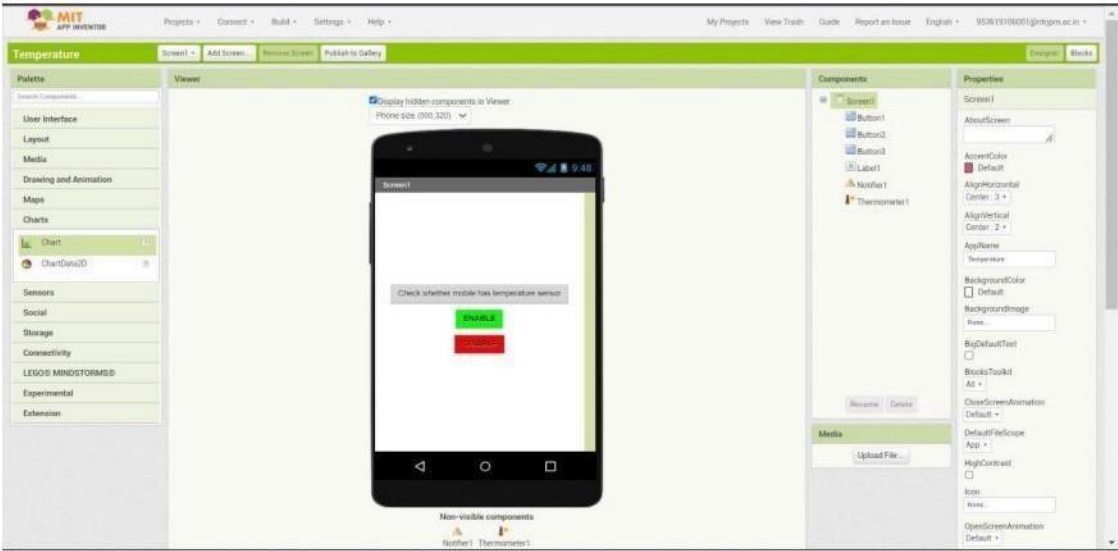 MIT
APP INVENTOR
Projects Connect Build Settings Help
My Projects View Trash Guide Report an Issue English
Temperature
Screen1 Add Screen... Remove Screen Publish to Gallery
Designer Blocks
Palette
Search Components...
User Interface
Layout
Media
Drawing and Animation
Maps
Charts
Chart
ChartData2D
Sensors
Social
Storage
Connectivity
LEGO® MINDSTORMS®
Experimental
Extension
Viewer
Display hidden components in Viewer
Phone size (505,320)
9:48
Screen1
Check whether mobile has temperature sensor
ENABLE
Non-visible components
Notifier1 Thermometer1
Components
Screen1
Button1
Button2
Button3
Label1
Notifier1
Thermometer1
Rename Delete
Media
Upload File ...
Properties
Screen1
AboutScreen
AccentColor
Default
AlignHorizontal
Center : 3
AlignVertical
Center : 2
AppName
Temperature
BackgroundColor
Default
BackgroundImage
None...
BigDefaultText
BlocksToolkit
All
CloseScreenAnimation
Default
DefaultFileScope
App
HighContrast
Icon
None...
OpenScreenAnimation
Default